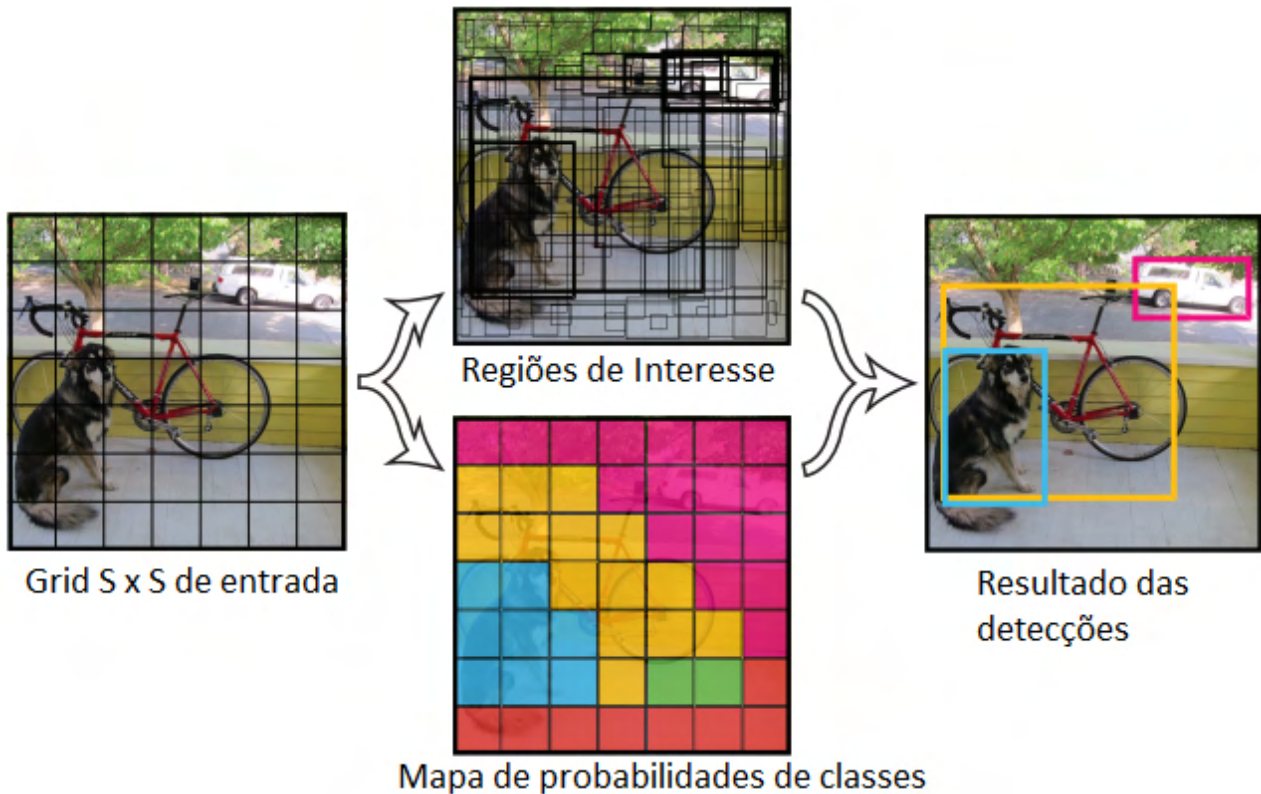 Regiões de Interesse
Grid S x S de entrada
Resultado das
detecções
Mapa de probabilidades de classes